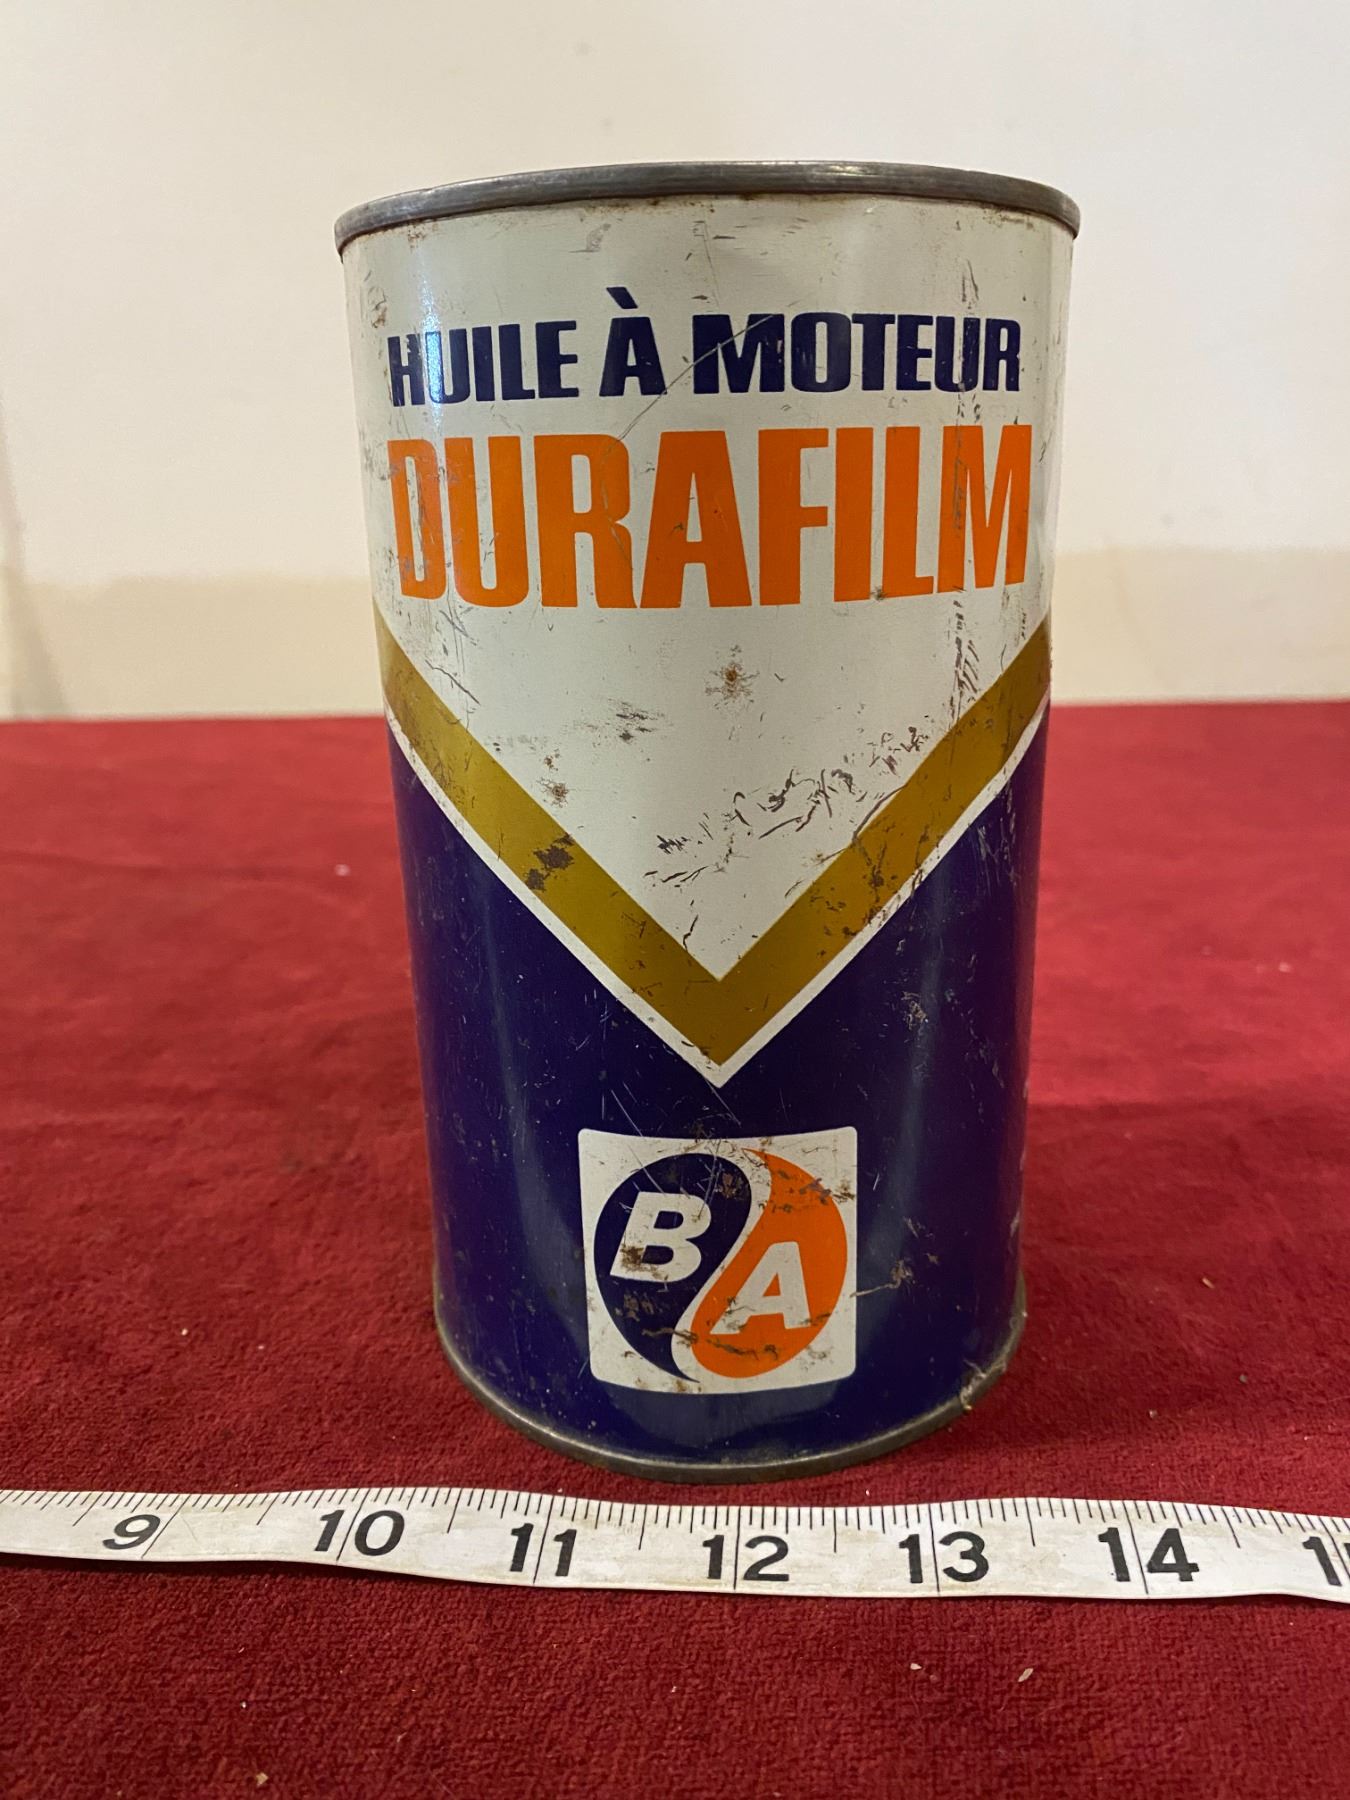 HUILE À MOTEUR
DURAFILM
BA
9 10 11 12 13 14